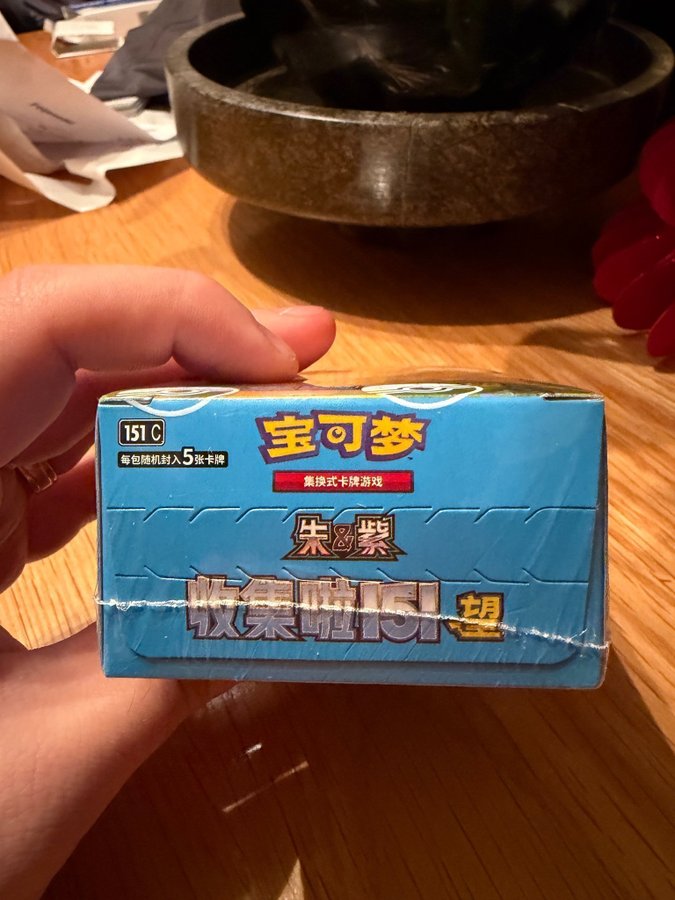 151 C
宝可梦
每包随机封入5张卡牌
集换式卡牌游戏
朱&紫
收集啦151 望